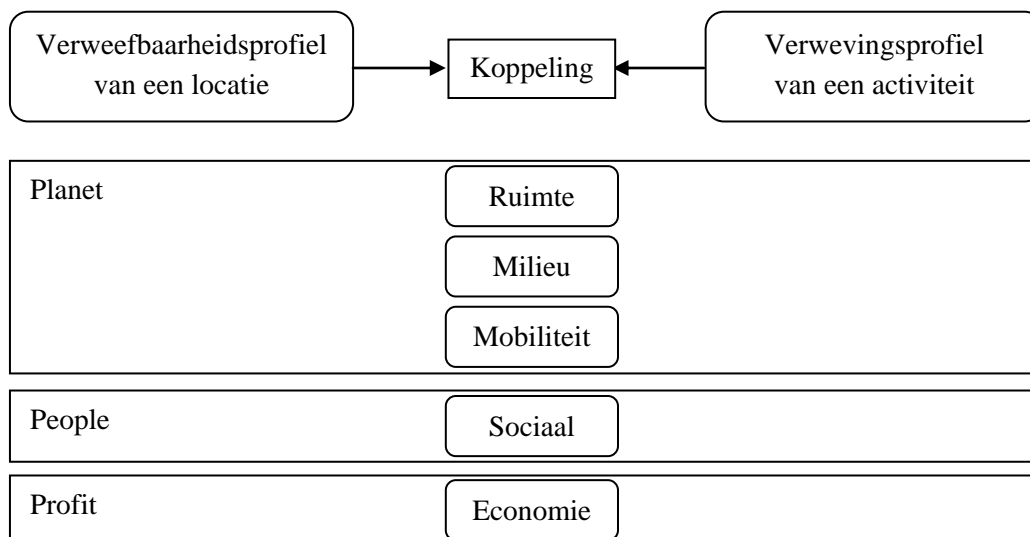 Verweefbaarheidsprofiel
van een locatie
Koppeling
Verwevingsprofiel
van een activiteit
Planet
Ruimte
Milieu
Mobiliteit
People
Sociaal
Profit
Economie